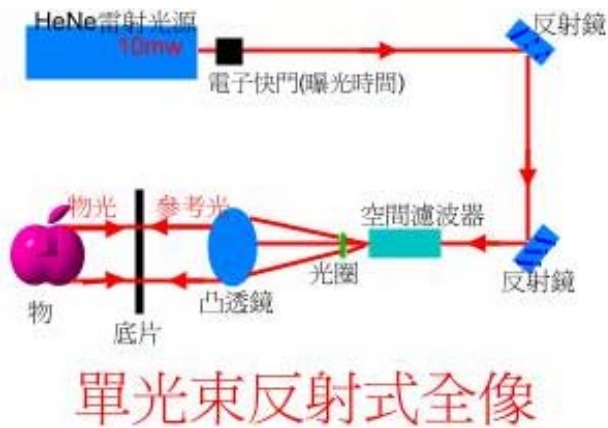 HeNe雷射光源
10mw
反射鏡
電子快門(曝光時間)
物光
參考光
空間濾波器
光圈
凸透鏡
反射鏡
物
底片
單光束反射式全像